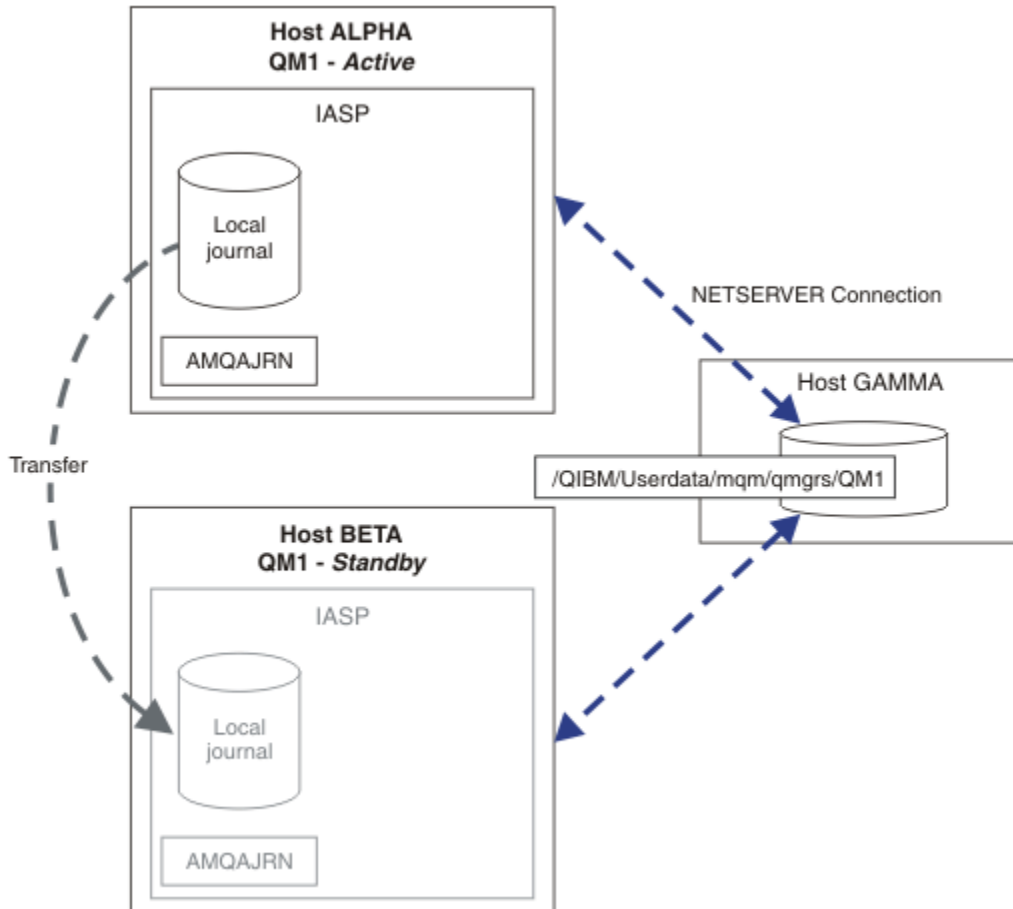 Host ALPHA
QM1 - Active
IASP
Local
journal
AMQAJRN
NETSERVER Connection
Host GAMMA
/QIBM/Userdata/mqm/qmgrs/QM1
Transfer
Host BETA
QM1 - Standby
IASP
Local
journal
AMQAJRN